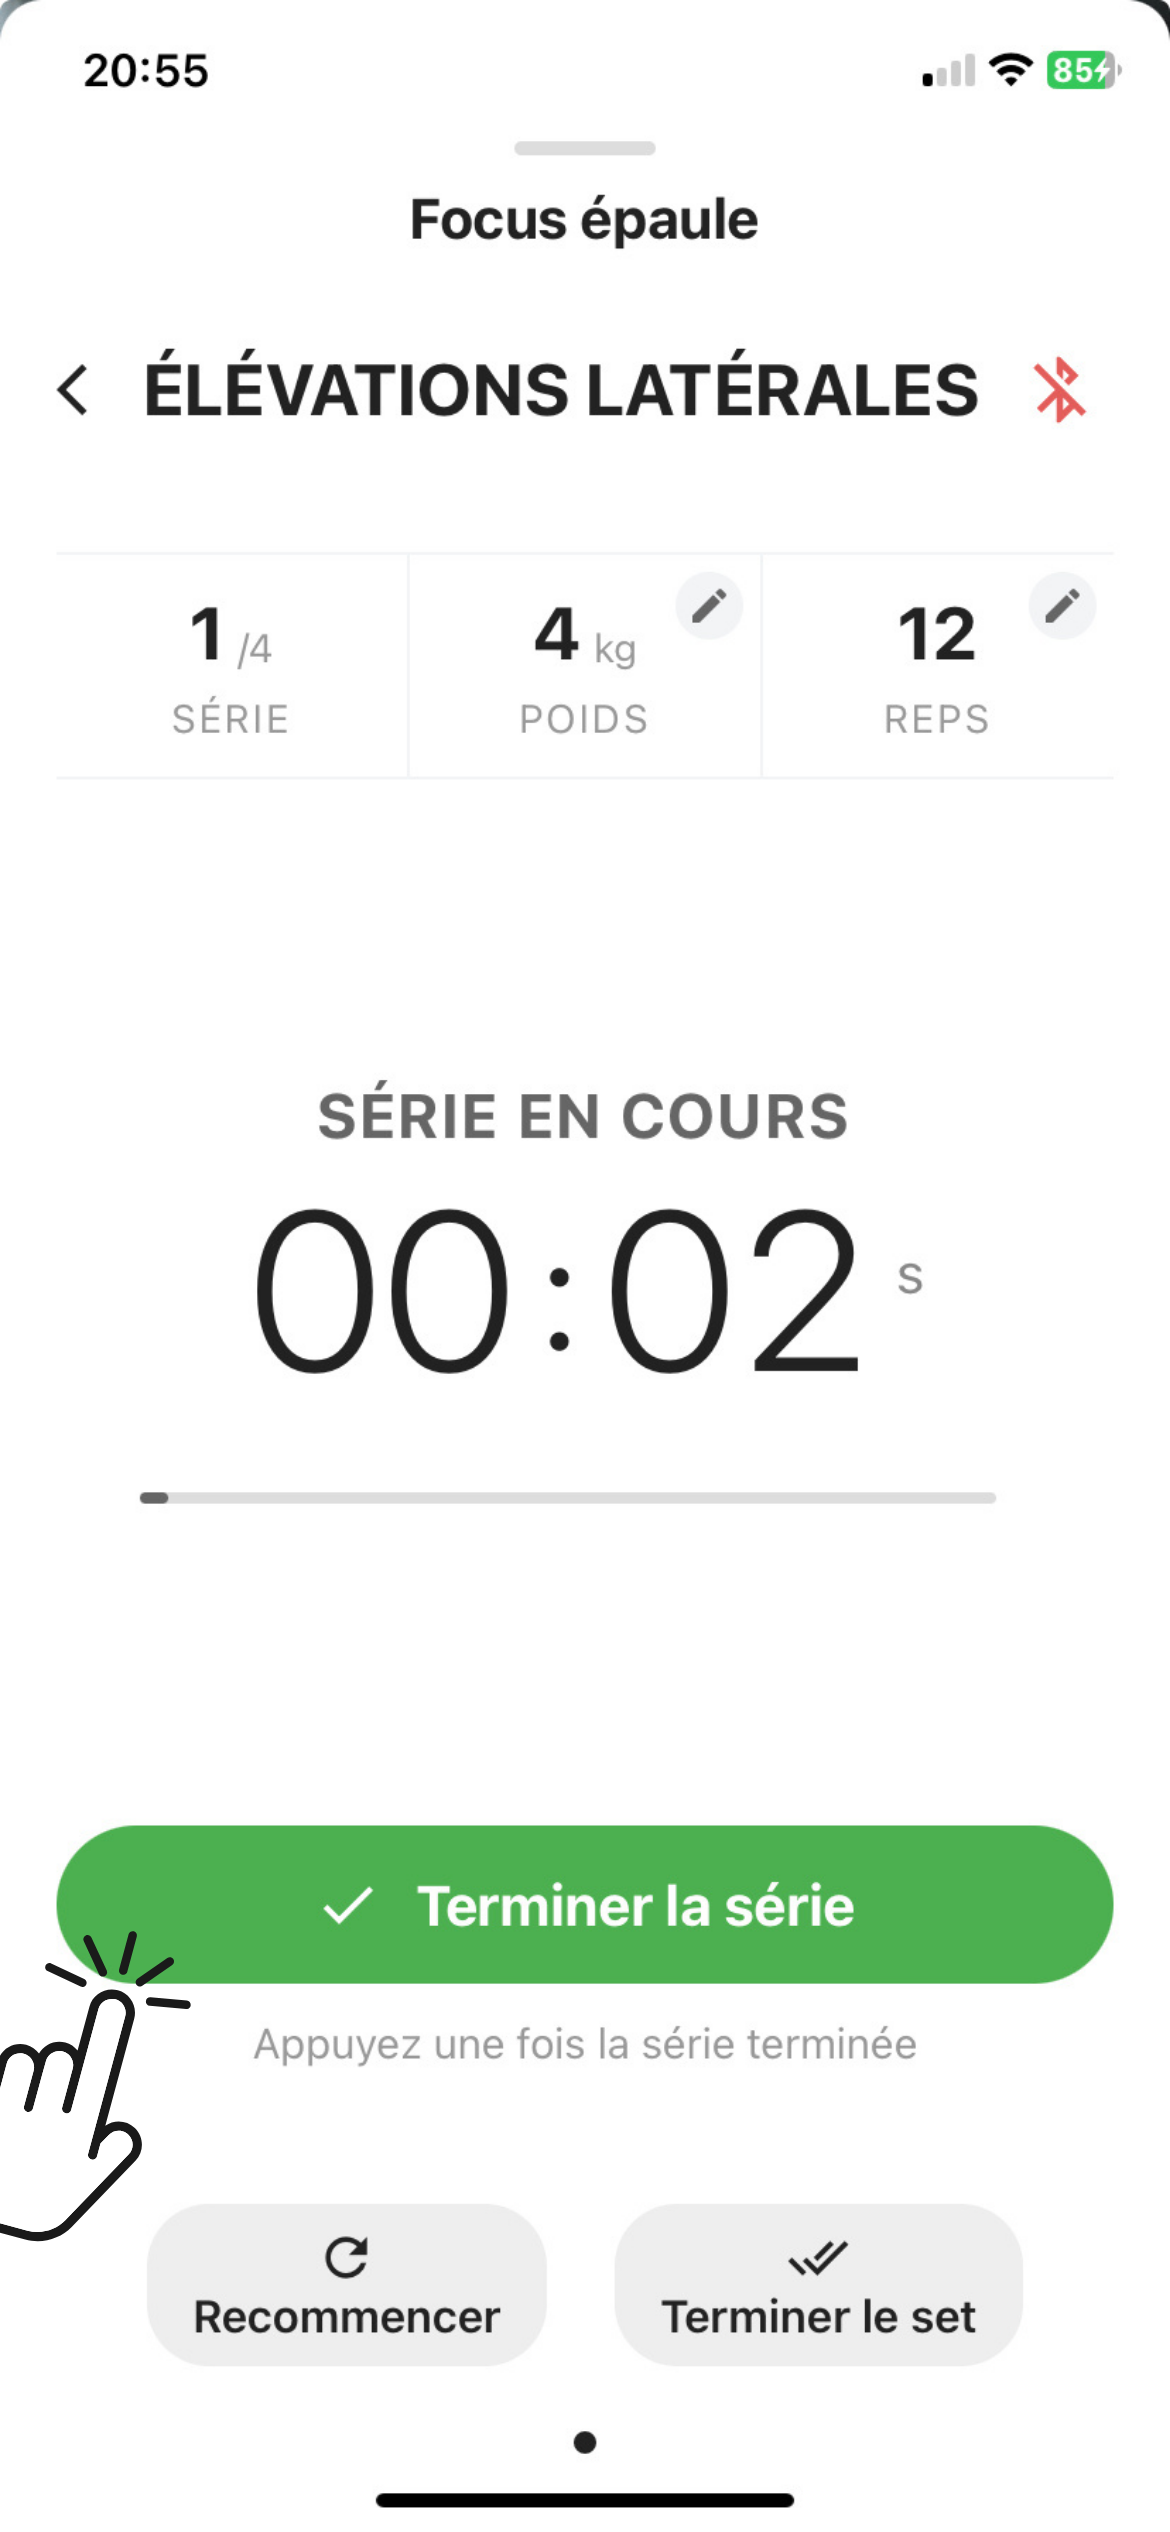 20:55
85
Focus épaule
ÉLÉVATIONS LATÉRALES
1 /4
SÉRIE
4 kg
POIDS
12
REPS
SÉRIE EN COURS
00:02 s
Terminer la série
Appuyez une fois la série terminée
Recommencer
Terminer le set